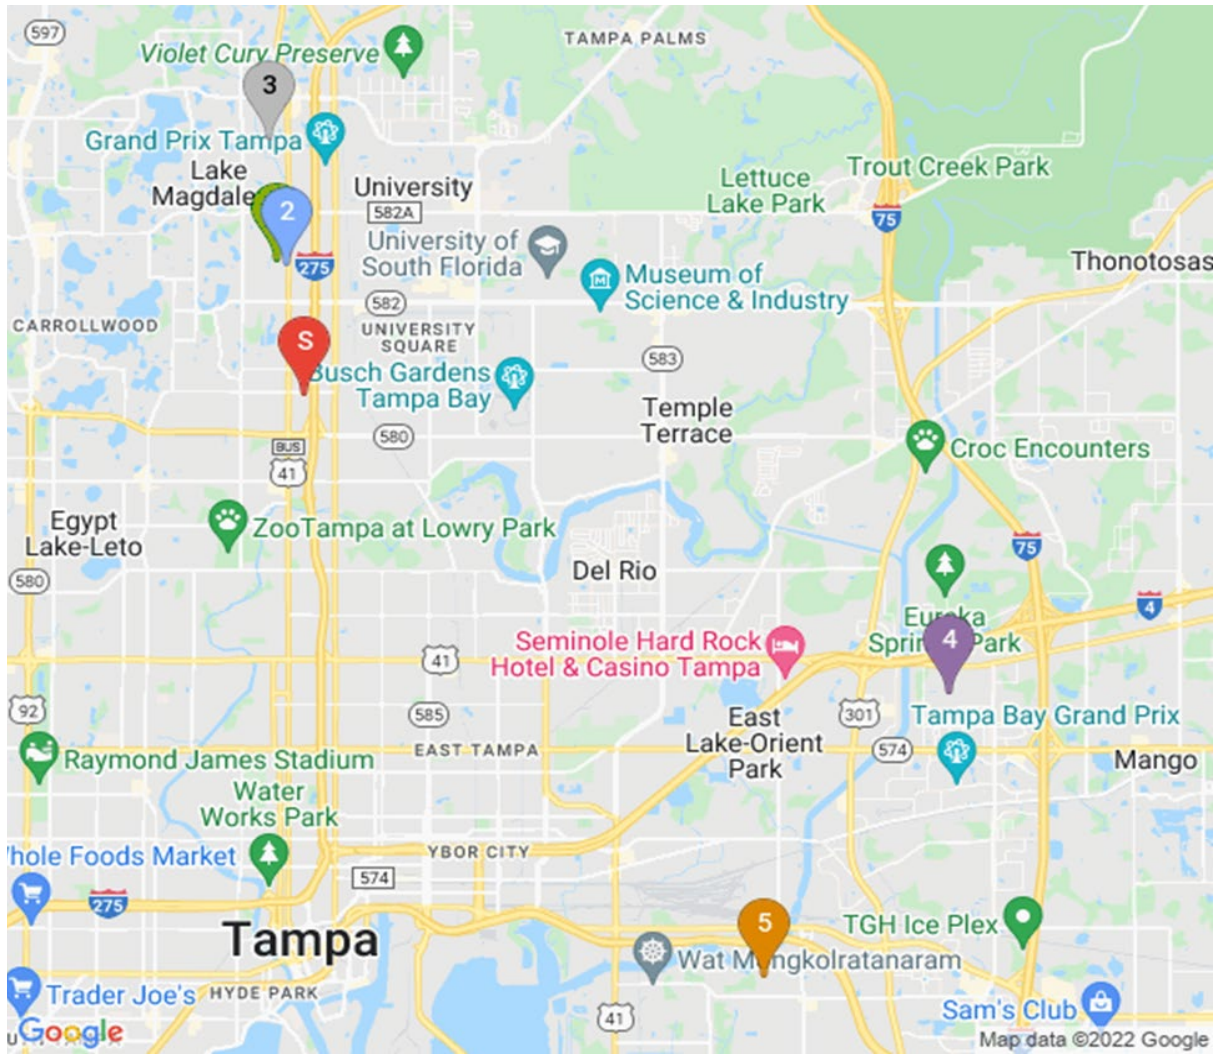 597
TAMPA PALMS
Violet Cury Preserve
3
Grand Prix Tampa
Lake
Magdale
University
Trout Creek Park
Lettuce
Lake Park
582A
75
2
University of
South Florida
275
Thonotosas
Museum of
Science & Industry
582
CARROLLWOOD
UNIVERSITY
SQUARE
S
583
Busch Gardens
Tampa Bay
Temple
Terrace
580
BUS
41
Croc Encounters
Egypt
Lake-Leto
ZooTampa at Lowry Park
75
Del Rio
580
4
Eureka
Park
4
Seminole Hard Rock
Hotel & Casino Tampa
41
92
585
East
Lake-Orient
Park
301
Tampa Bay Grand Prix
EAST TAMPA
574
Mango
Raymond James Stadium
Water
Works Park
hole Foods Market
YBOR CITY
574
275
5
TGH Ice Plex
Tampa
Wat Mangkolratanaram
Trader Joe's
HYDE PARK
41
Sam's Club
Google
Map data ©2022 Google